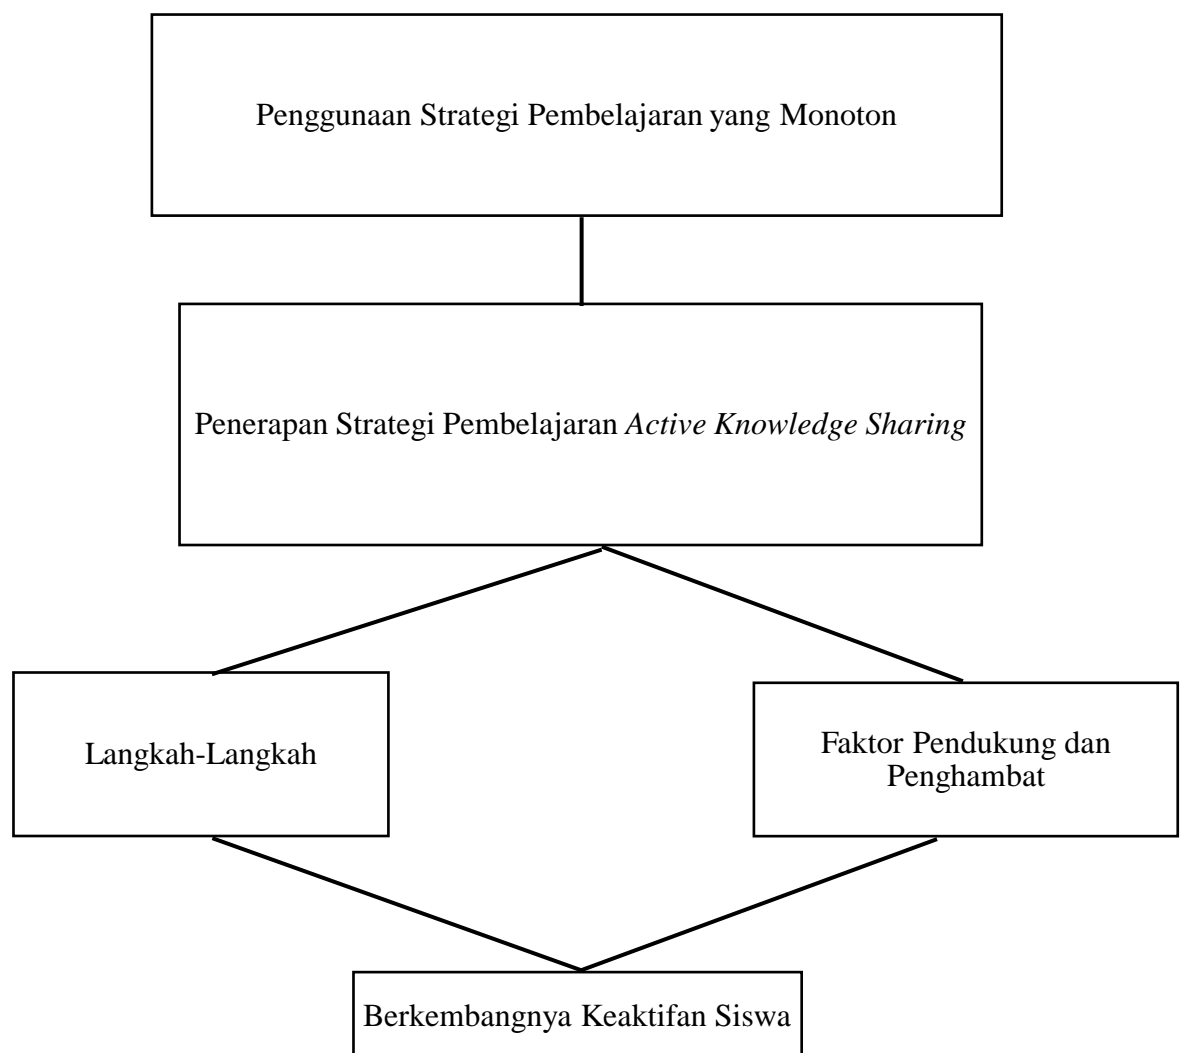 Penggunaan Strategi Pembelajaran yang Monoton
Penerapan Strategi Pembelajaran Active Knowledge Sharing
Langkah-Langkah
Faktor Pendukung dan
Penghambat
Berkembangnya Keaktifan Siswa